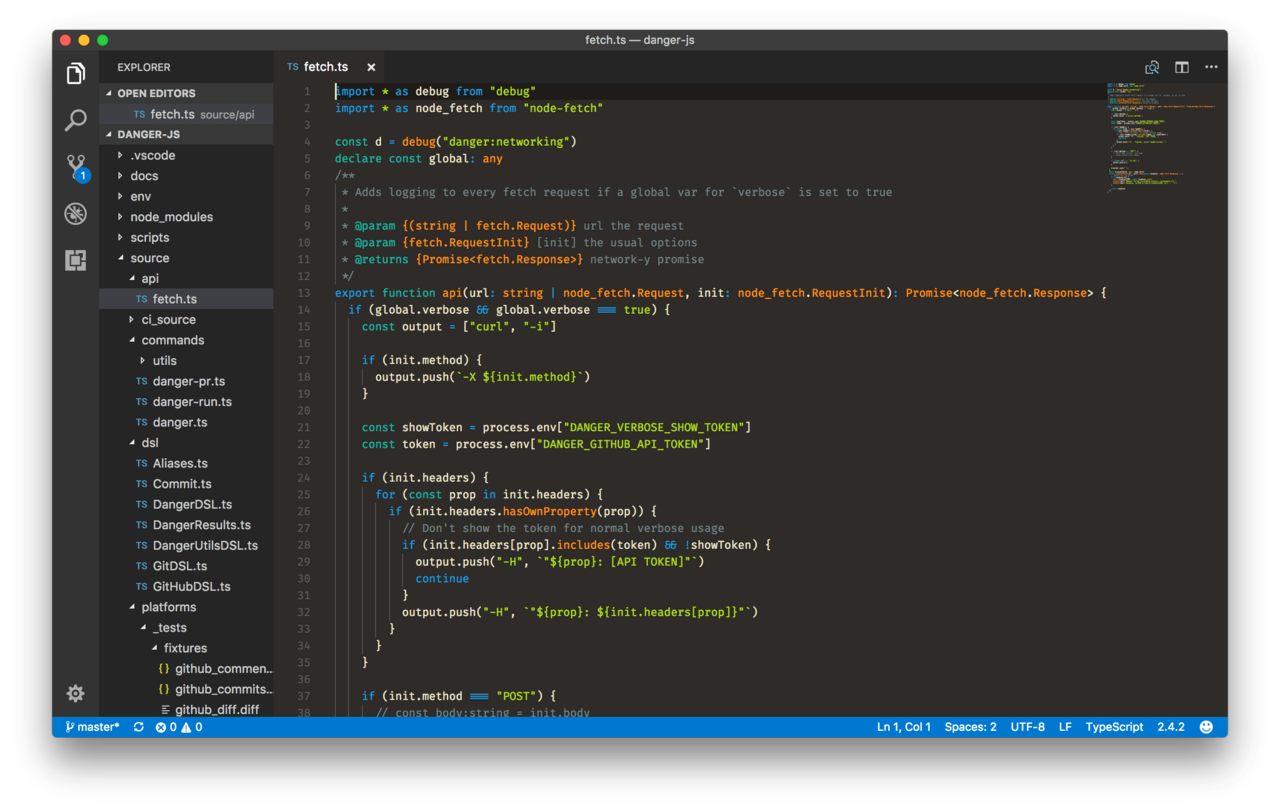 fetch.ts — danger-js
EXPLORER
OPEN EDITORS
TS fetch.ts source/api
DANGER-JS
.vscode
docs
env
node_modules
scripts
source
api
TS fetch.ts
ci_source
commands
utils
TS danger-pr.ts
TS danger-run.ts
TS danger.ts
dsl
TS Aliases.ts
TS Commit.ts
TS DangerDSL.ts
TS DangerResults.ts
TS DangerUtilsDSL.ts
TS GitDSL.ts
TS GitHubDSL.ts
platforms
_tests
fixtures
{} github_commen...
{} github_commits...
github_diff.diff
1
TS fetch.ts ×
1 import * as debug from "debug"
2 import * as node_fetch from "node-fetch"
3
4 const d = debug("danger:networking")
5 declare const global: any
6 /**
7 * Adds logging to every fetch request if a global var for `verbose` is set to true
8 *
9 * @param {(string | fetch.Request)} url the request
10 * @param {fetch.RequestInit} [init] the usual options
11 * @returns {Promise<fetch.Response>} network-y promise
12 */
13 export function api(url: string | node_fetch.Request, init: node_fetch.RequestInit): Promise<node_fetch.Response> {
14 if (global.verbose && global.verbose === true) {
15 const output = ["curl", "-i"]
16
17 if (init.method) {
18 output.push(`-X ${init.method}`)
19 }
20
21 const showToken = process.env["DANGER_VERBOSE_SHOW_TOKEN"]
22 const token = process.env["DANGER_GITHUB_API_TOKEN"]
23
24 if (init.headers) {
25 for (const prop in init.headers) {
26 if (init.headers.hasOwnProperty(prop)) {
27 // Don't show the token for normal verbose usage
28 if (init.headers[prop].includes(token) && !showToken) {
29 output.push("-H", `"${prop}: [API TOKEN]"`)
30 continue
31 }
32 output.push("-H", `"${prop}: ${init.headers[prop]}"`)
33 }
34 }
35 }
36
37 if (init.method === "POST") {
38 // const body:string = init.body
master* 0 0
Ln 1, Col 1 Spaces: 2 UTF-8 LF TypeScript 2.4.2